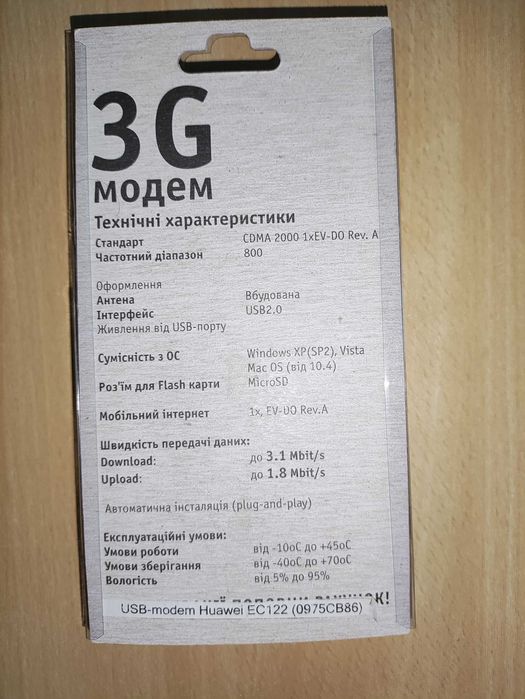 3G
модем
Технічні характеристики
Стандарт CDMA 2000 1xEV-DO Rev. A
Частотний діапазон 800
Оформлення
Антена Вбудована
Інтерфейс USB2.0
Живлення від USB-порту
Сумісність з ОС Windows XP(SP2), Vista
Mac OS (від 10.4)
Роз'їм для Flash карти MicroSD
Мобільний інтернет 1x, EV-DO Rev.A
Швидкість передачі даних:
Download: до 3.1 Mbit/s
Upload: до 1.8 Mbit/s
Автоматична інсталяція (plug-and-play)
Експлуатаційні умови:
Умови роботи від -10oC до +45oC
Умови зберігання від -40oC до +70oC
Вологість від 5% до 95%
USB-modem Huawei EC122 (0975CB86)